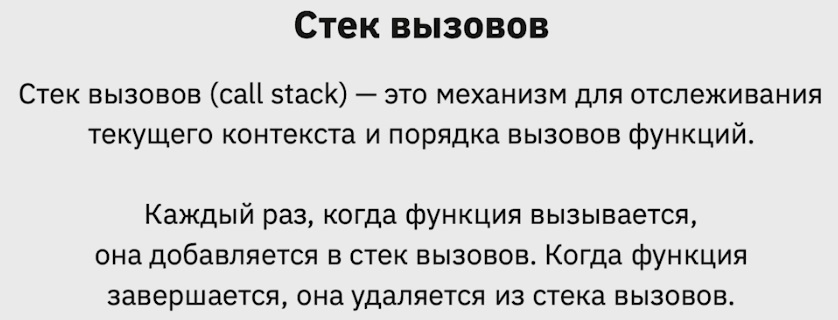 Стек вызовов
Стек вызовов (call stack) — это механизм для отслеживания
текущего контекста и порядка вызовов функций.
Каждый раз, когда функция вызывается,
она добавляется в стек вызовов. Когда функция
завершается, она удаляется из стека вызовов.